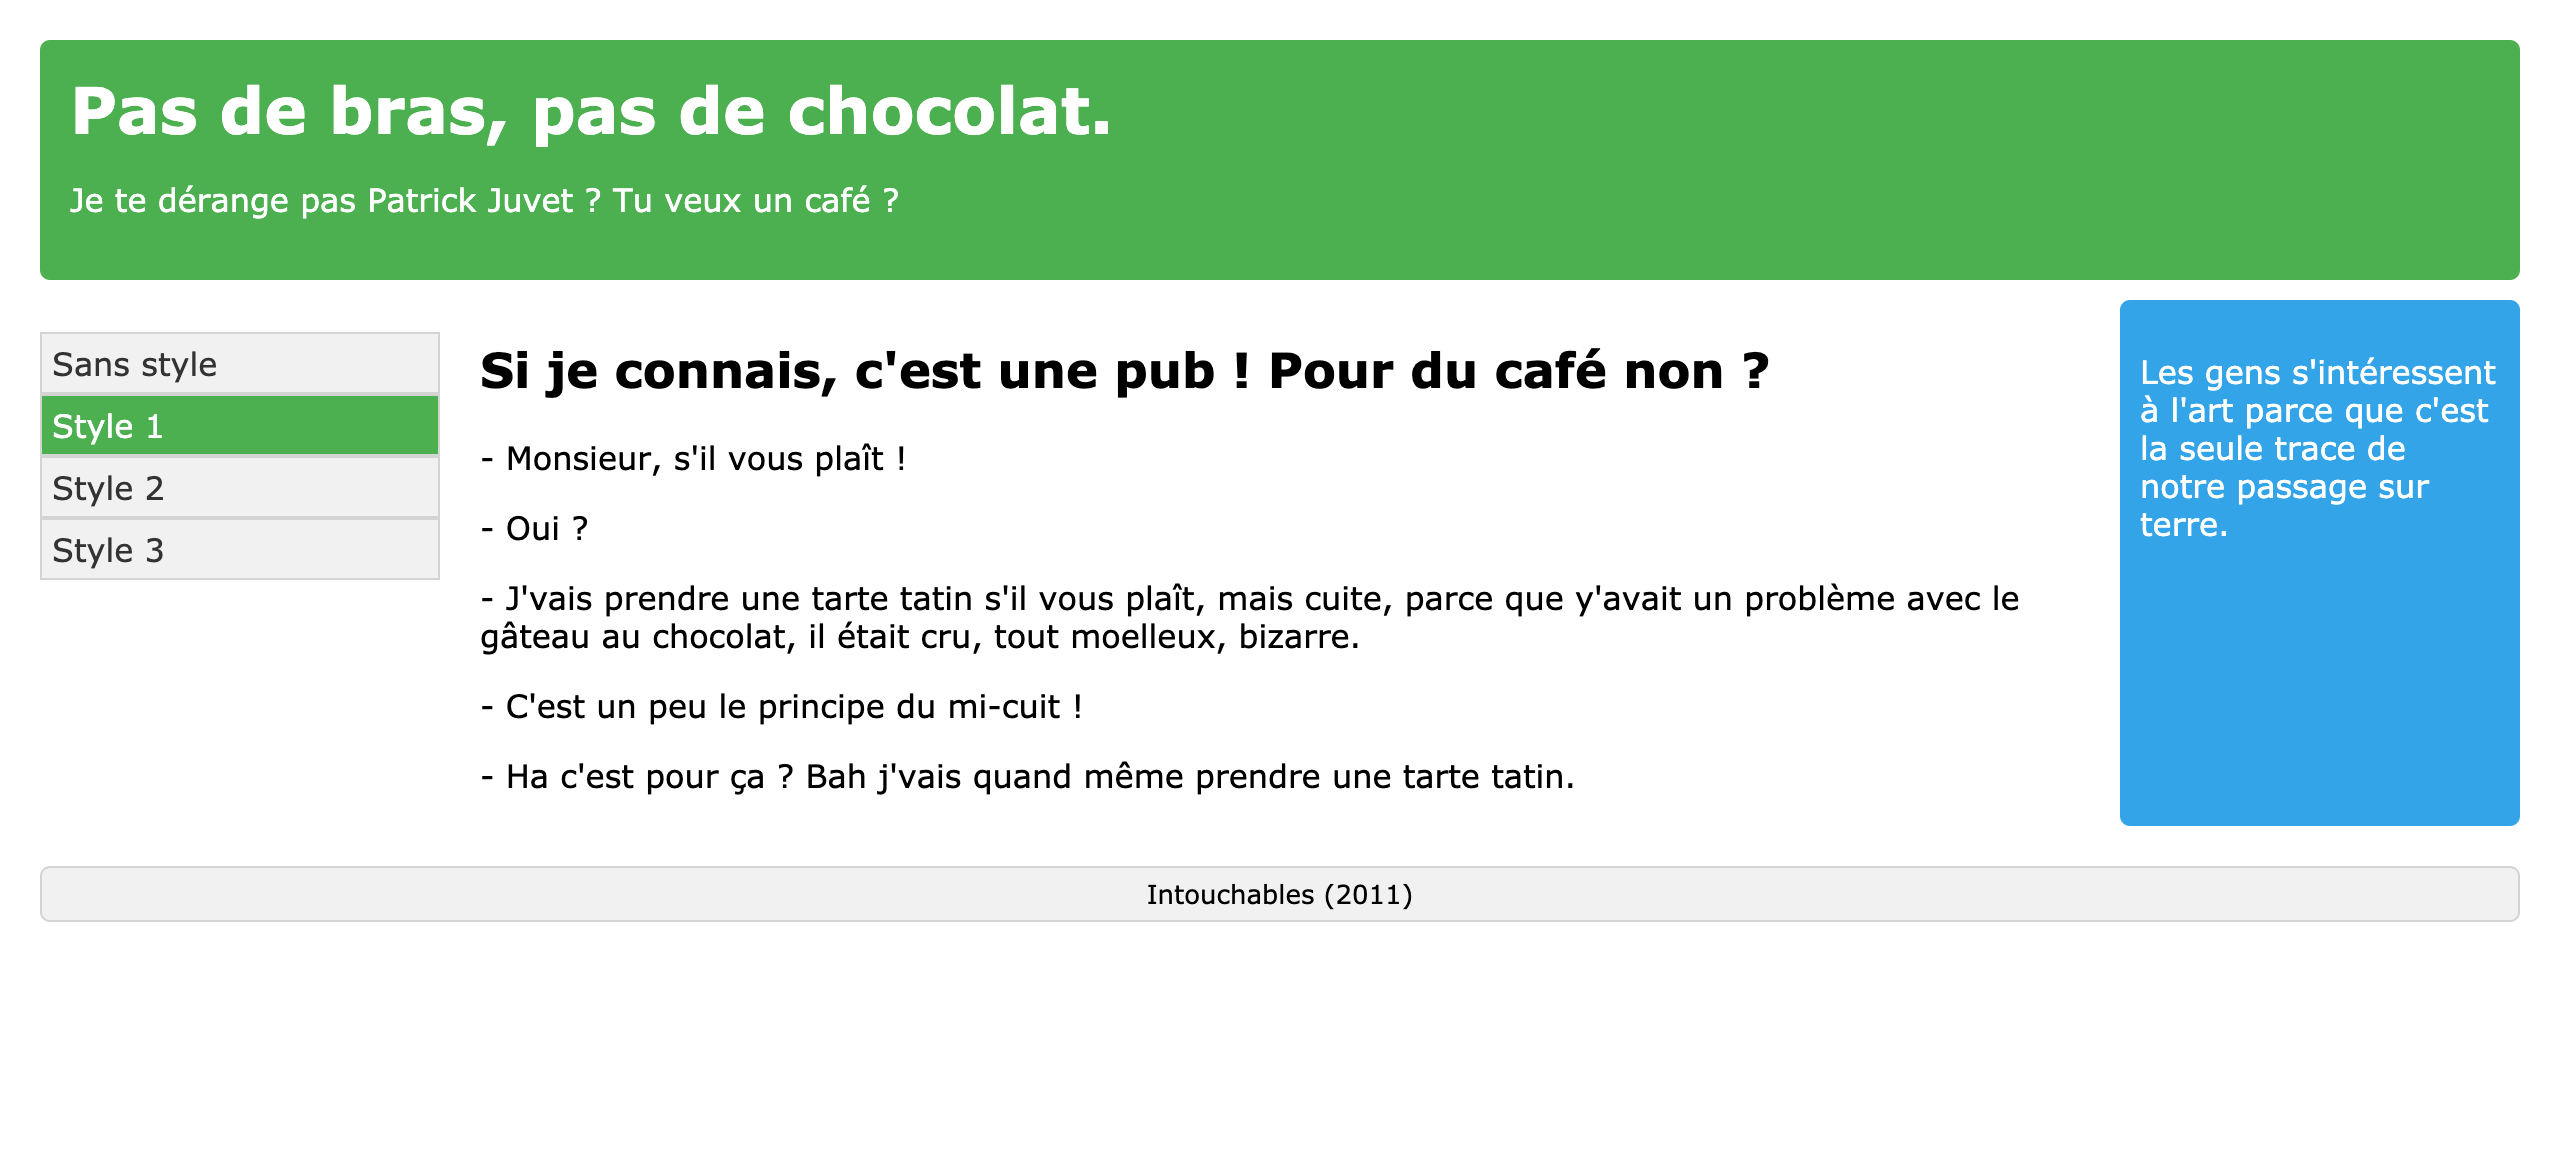 Pas de bras, pas de chocolat.
Je te dérange pas Patrick Juvet ? Tu veux un café ?
Sans style
Style 1
Style 2
Style 3
Si je connais, c'est une pub ! Pour du café non ?
- Monsieur, s'il vous plaît !
- Oui ?
- J'vais prendre une tarte tatin s'il vous plaît, mais cuite, parce que y'avait un problème avec le
gâteau au chocolat, il était cru, tout moelleux, bizarre.
- C'est un peu le principe du mi-cuit !
- Ha c'est pour ça ? Bah j'vais quand même prendre une tarte tatin.
Les gens s'intéressent
à l'art parce que c'est
la seule trace de
notre passage sur
terre.
Intouchables (2011)